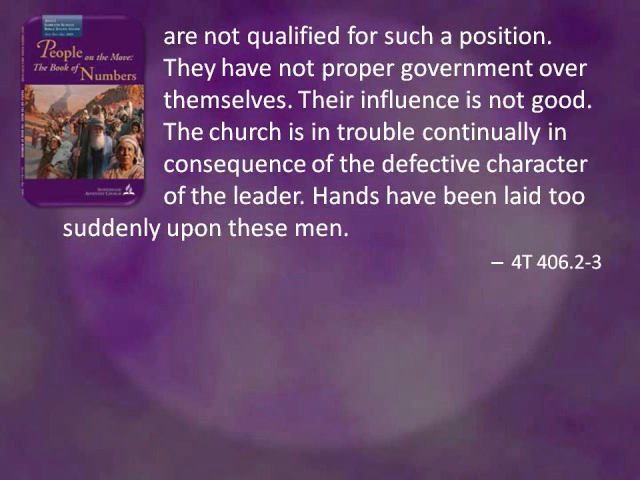 are not qualified for such a position.
They have not proper government over
themselves. Their influence is not good.
The church is in trouble continually in
consequence of the defective character
of the leader. Hands have been laid too
suddenly upon these men.
– 4T 406.2-3
People on the Move:
The Book of
Numbers